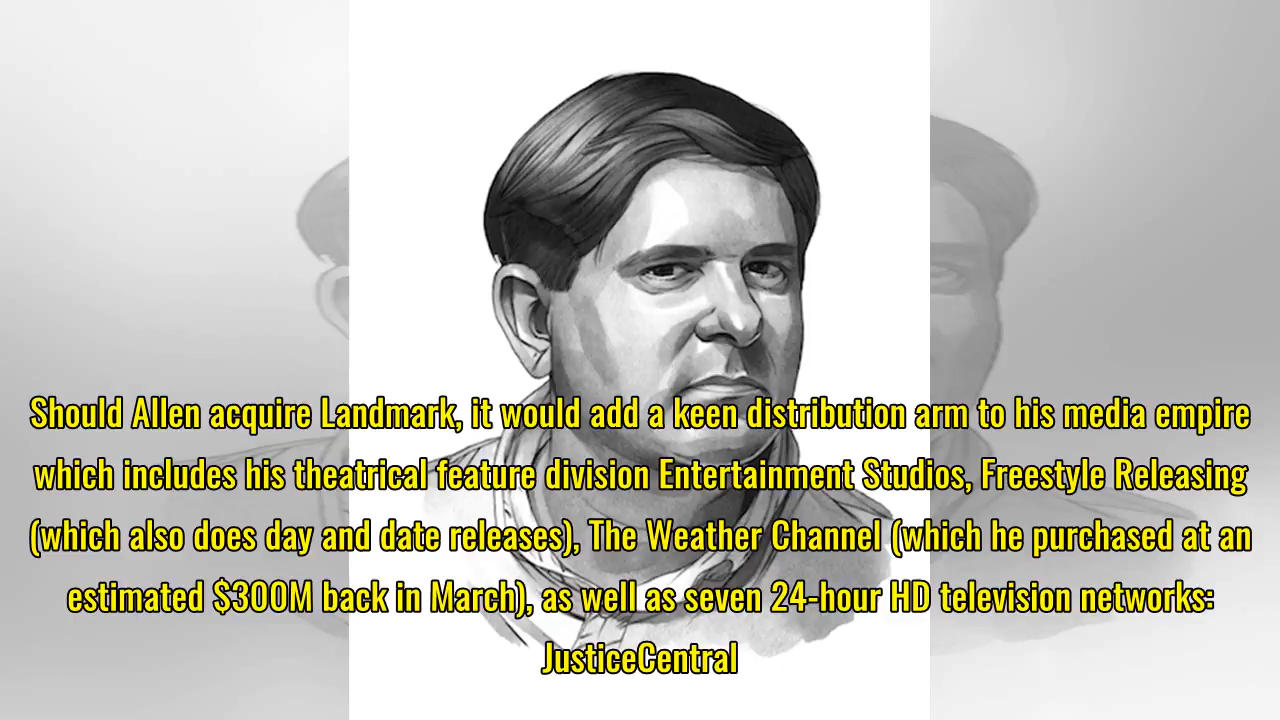 Should Allen acquire Landmark, it would add a keen distribution arm to his media empire
which includes his theatrical feature division Entertainment Studios, Freestyle Releasing
(which also does day and date releases), The Weather Channel (which he purchased at an
estimated $300M back in March), as well as seven 24-hour HD television networks:
JusticeCentral